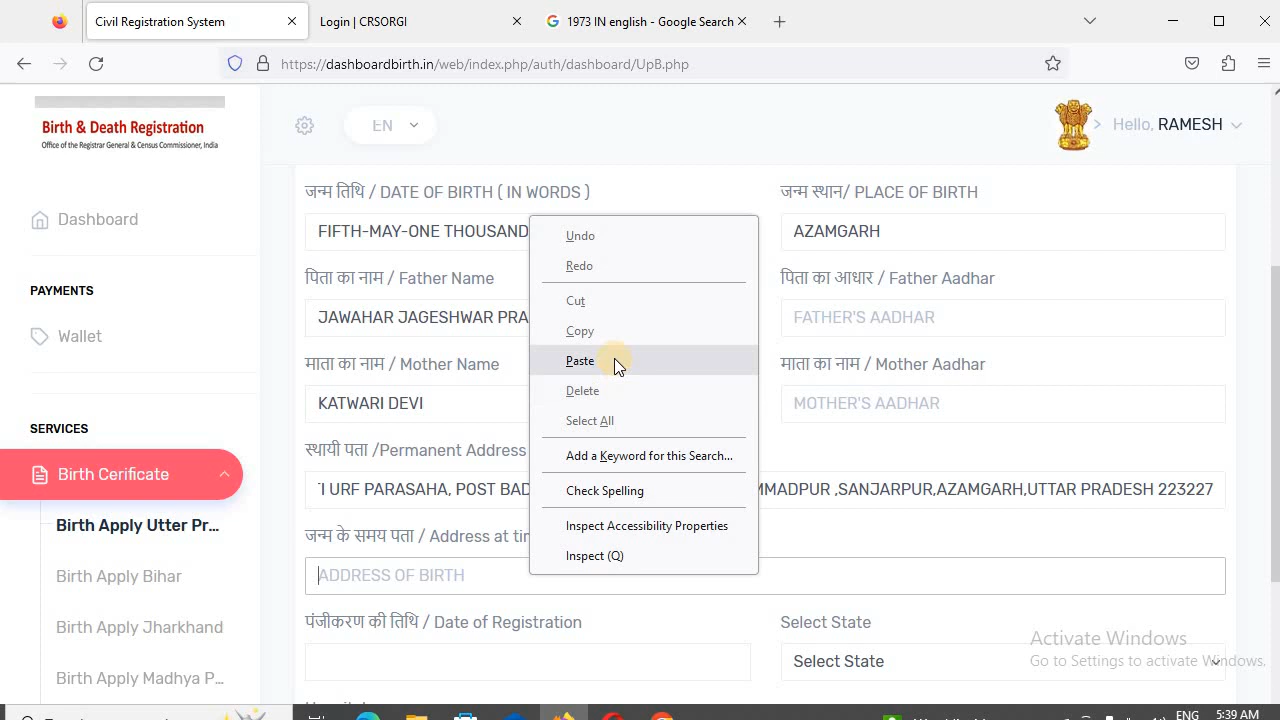 Civil Registration System
Login | CRSORGI
1973 IN english - Google Search
https://dashboardbirth.in/web/index.php/auth/dashboard/UpB.php
Birth & Death Registration
Office of the Registrar General & Census Commissioner, India
EN
Hello, RAMESH
Dashboard
PAYMENTS
Wallet
SERVICES
Birth Cerificate
Birth Apply Utter Pr...
Birth Apply Bihar
Birth Apply Jharkhand
Birth Apply Madhya P...
जन्म तिथि / DATE OF BIRTH ( IN WORDS )
जन्म स्थान/ PLACE OF BIRTH
FIFTH-MAY-ONE THOUSAND
AZAMGARH
पिता का नाम / Father Name
पिता का आधार / Father Aadhar
JAWAHAR JAGESHWAR PRA
FATHER'S AADHAR
माता का नाम / Mother Name
माता का नाम / Mother Aadhar
KATWARI DEVI
MOTHER'S AADHAR
स्थायी पता /Permanent Address
URF PARASAHA, POST BAD
MMADPUR ,SANJARPUR,AZAMGARH,UTTAR PRADESH 223227
जन्म के समय पता / Address at tim
ADDRESS OF BIRTH
पंजीकरण की तिथि / Date of Registration
Select State
Select State
Undo
Redo
Cut
Copy
Paste
Delete
Select All
Add a Keyword for this Search...
Check Spelling
Inspect Accessibility Properties
Inspect (Q)
Activate Windows
Go to Settings to activate Windows.
ENG
5:39 AM